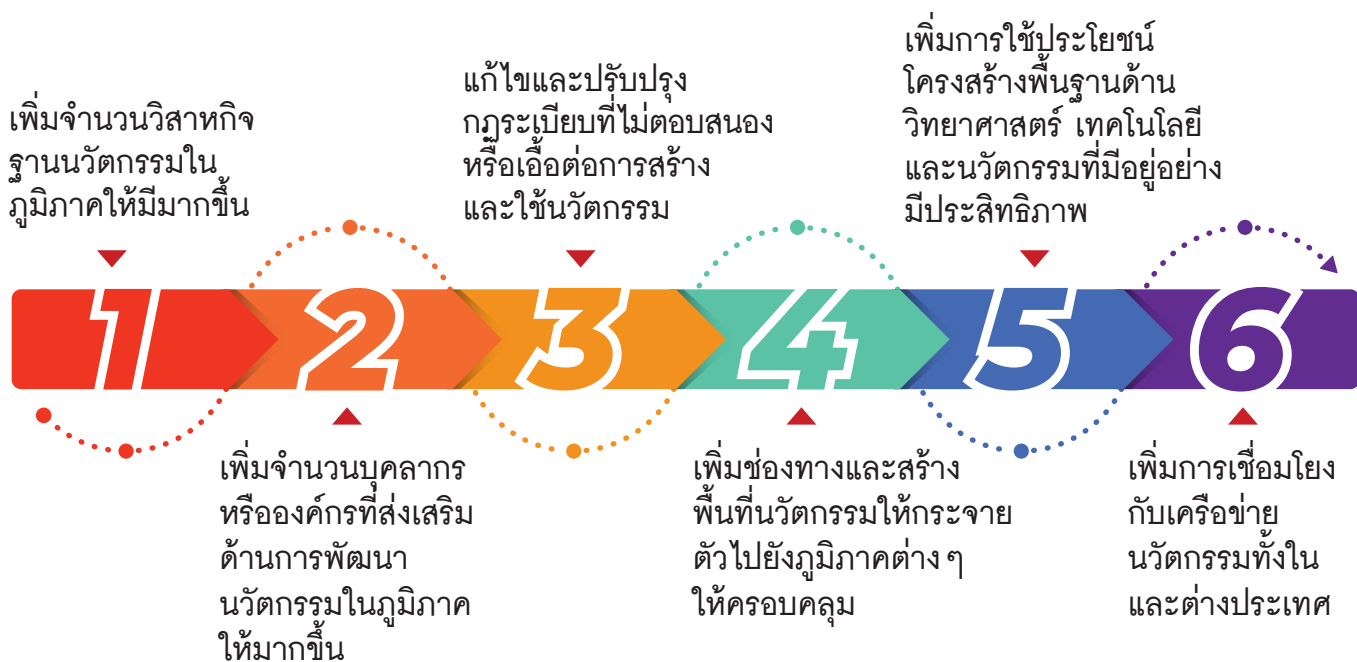 เพิ่มจำนวนวิสาหกิจ
ฐานนวัตกรรมใน
ภูมิภาคให้มีมากขึ้น
แก้ไขและปรับปรุง
กฎระเบียบที่ไม่ตอบสนอง
หรือเอื้อต่อการสร้าง
และใช้นวัตกรรม
เพิ่มการใช้ประโยชน์
โครงสร้างพื้นฐานด้าน
วิทยาศาสตร์ เทคโนโลยี
และนวัตกรรมที่มีอยู่อย่าง
มีประสิทธิภาพ
1 2 3 4 5 6
เพิ่มจำนวนบุคลากร
หรือองค์กรที่ส่งเสริม
ด้านการพัฒนา
นวัตกรรมในภูมิภาค
ให้มากขึ้น
เพิ่มช่องทางและสร้าง
พื้นที่นวัตกรรมให้กระจาย
ตัวไปยังภูมิภาคต่าง ๆ
ให้ครอบคลุม
เพิ่มการเชื่อมโยง
กับเครือข่าย
นวัตกรรมทั้งใน
และต่างประเทศ